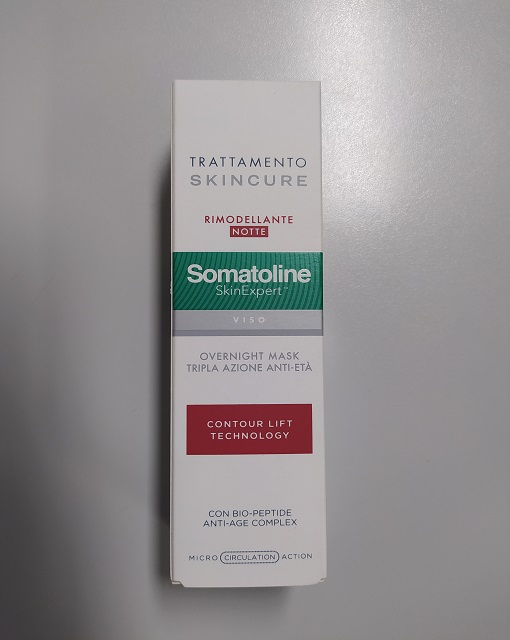 TRATTAMENTO
SKINCURE
RIMODELLANTE
NOTTE
Somatoline
SkinExpert™
VISO
OVERNIGHT MASK
TRIPLA AZIONE ANTI-ETÀ
CONTOUR LIFT
TECHNOLOGY
CON BIO-PEPTIDE
ANTI-AGE COMPLEX
MICRO CIRCULATION ACTION